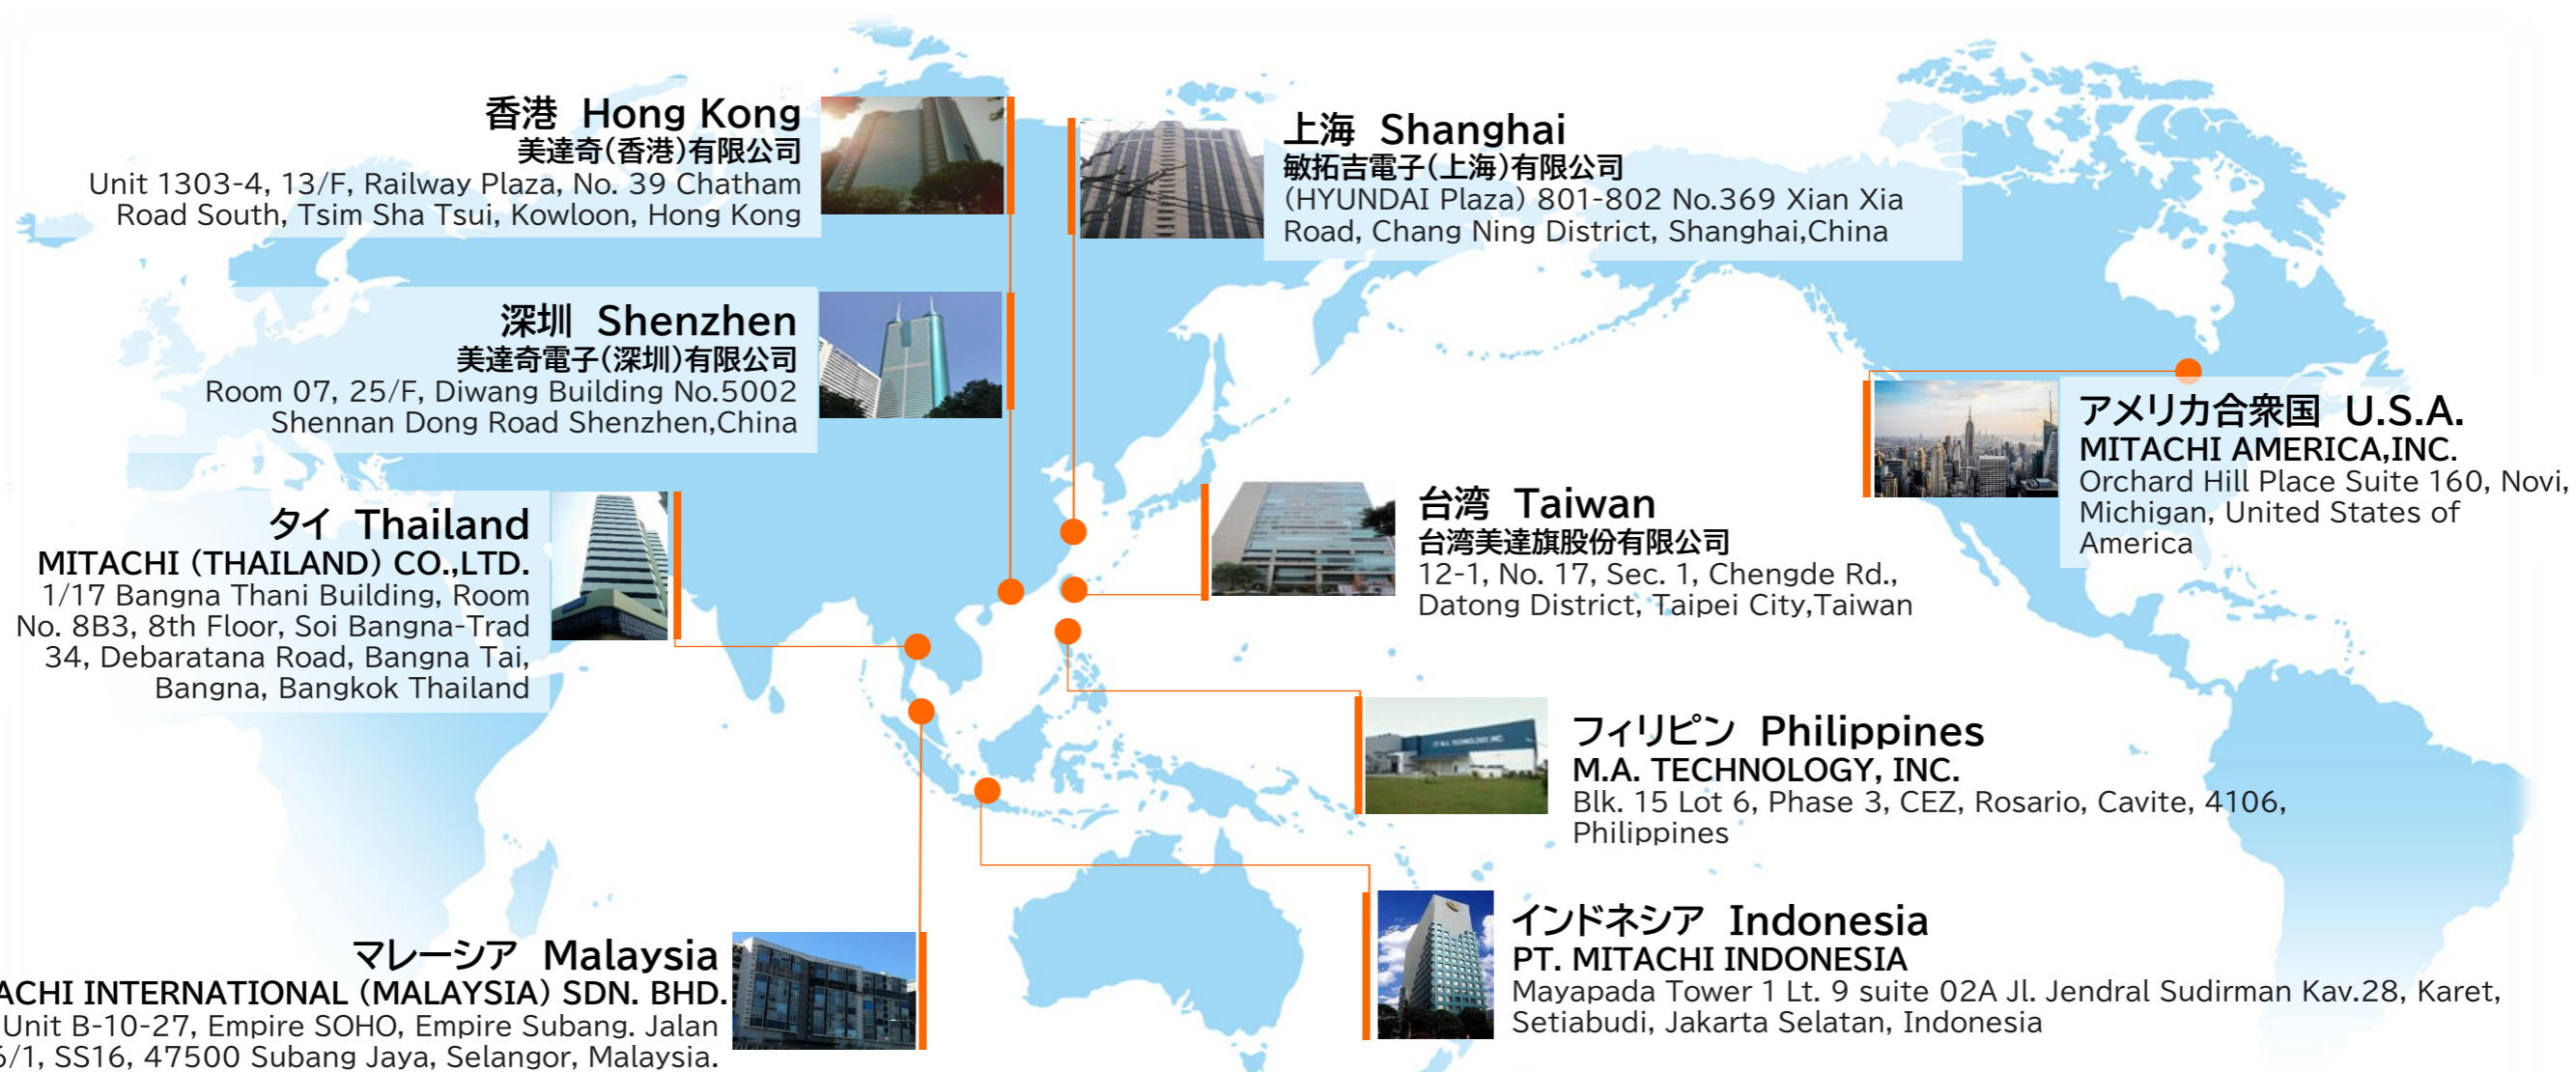 香港 Hong Kong
美達奇(香港)有限公司
Unit 1303-4, 13/F, Railway Plaza, No. 39 Chatham
Road South, Tsim Sha Tsui, Kowloon, Hong Kong
上海 Shanghai
敏拓吉電子(上海)有限公司
(HYUNDAI Plaza) 801-802 No.369 Xian Xia
Road, Chang Ning District, Shanghai,China
深圳 Shenzhen
美達奇電子(深圳)有限公司
Room 07, 25/F, Diwang Building No.5002
Shennan Dong Road Shenzhen,China
アメリカ合衆国 U.S.A.
MITACHI AMERICA,INC.
Orchard Hill Place Suite 160, Novi,
Michigan, United States of
America
タイ Thailand
MITACHI (THAILAND) CO.,LTD.
1/17 Bangna Thani Building, Room
No. 8B3, 8th Floor, Soi Bangna-Trad
34, Debaratana Road, Bangna Tai,
Bangna, Bangkok Thailand
台湾 Taiwan
台湾美達旗股份有限公司
12-1, No. 17, Sec. 1, Chengde Rd.,
Datong District, Taipei City,Taiwan
フィリピン Philippines
M.A. TECHNOLOGY, INC.
Blk. 15 Lot 6, Phase 3, CEZ, Rosario, Cavite, 4106,
Philippines
マレーシア Malaysia
ACHI INTERNATIONAL (MALAYSIA) SDN. BHD.
Unit B-10-27, Empire SOHO, Empire Subang. Jalan
6/1, SS16, 47500 Subang Jaya, Selangor, Malaysia.
インドネシア Indonesia
PT. MITACHI INDONESIA
Mayapada Tower 1 Lt. 9 suite 02A Jl. Jendral Sudirman Kav.28, Karet,
Setiabudi, Jakarta Selatan, Indonesia